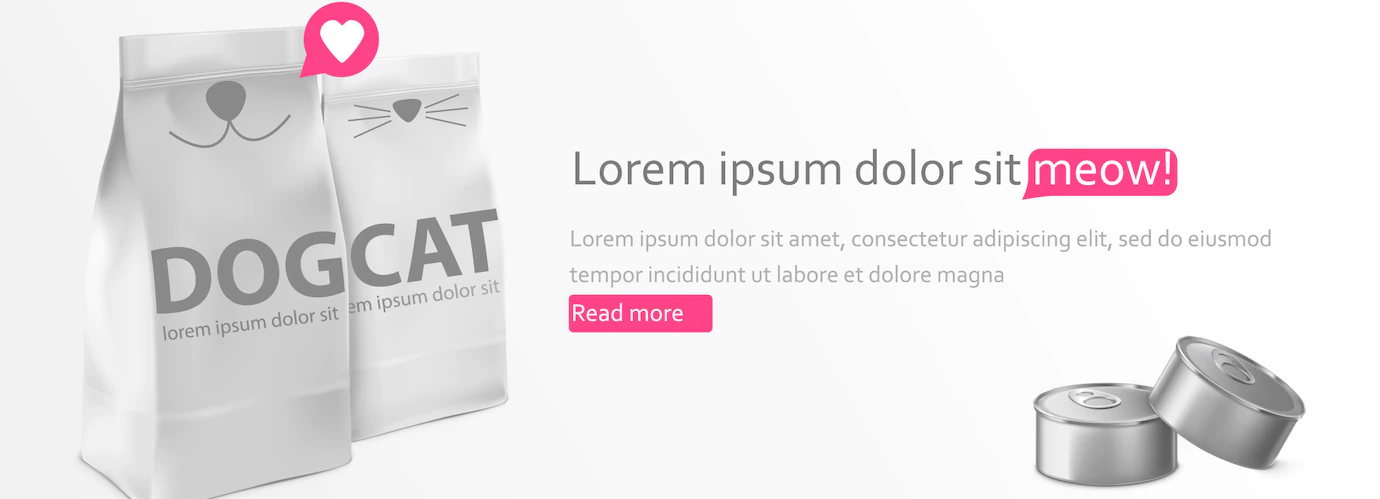 DOG
lorem ipsum dolor sit
CAT
em ipsum dolor sit
Lorem ipsum dolor sit meow!
Lorem ipsum dolor sit amet, consectetur adipiscing elit, sed do eiusmod
tempor incididunt ut labore et dolore magna
Read more